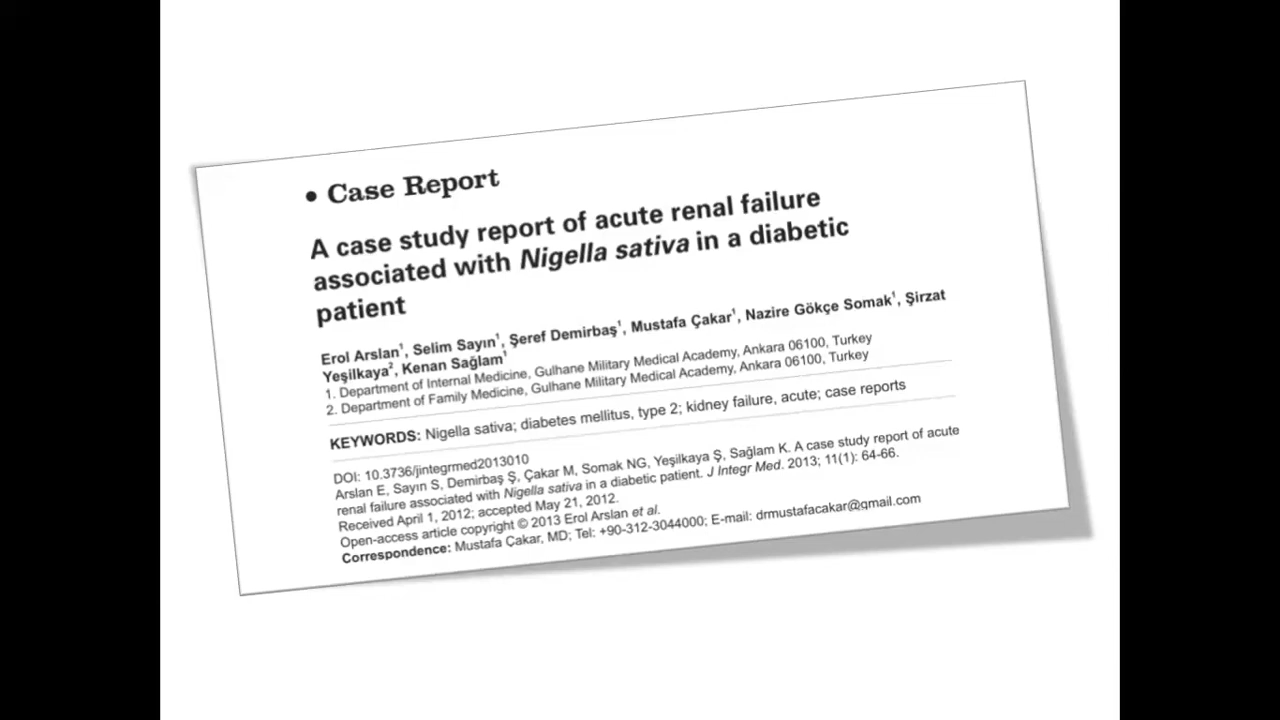 • Case Report
A case study report of acute renal failure
associated with Nigella sativa in a diabetic
patient
Erol Arslan¹, Selim Sayın¹, Şeref Demirbaş¹, Mustafa Çakar¹, Nazire Gökçe Somak¹, Şirzat
Yeşilkaya², Kenan Sağlam¹
1. Department of Internal Medicine, Gulhane Military Medical Academy, Ankara 06100, Turkey
2. Department of Family Medicine, Gulhane Military Medical Academy, Ankara 06100, Turkey
KEYWORDS: Nigella sativa; diabetes mellitus, type 2; kidney failure, acute; case reports
DOI: 10.3736/jintegrmed2013010
Arslan E, Sayın S, Demirbaş Ş, Çakar M, Somak NG, Yeşilkaya Ş, Sağlam K. A case study report of acute
renal failure associated with Nigella sativa in a diabetic patient. J Integr Med. 2013; 11(1): 64-66.
Received April 1, 2012; accepted May 21, 2012.
Open-access article copyright © 2013 Erol Arslan et al.
Correspondence: Mustafa Çakar, MD; Tel: +90-312-3044000; E-mail: drmustafacakar@gmail.com